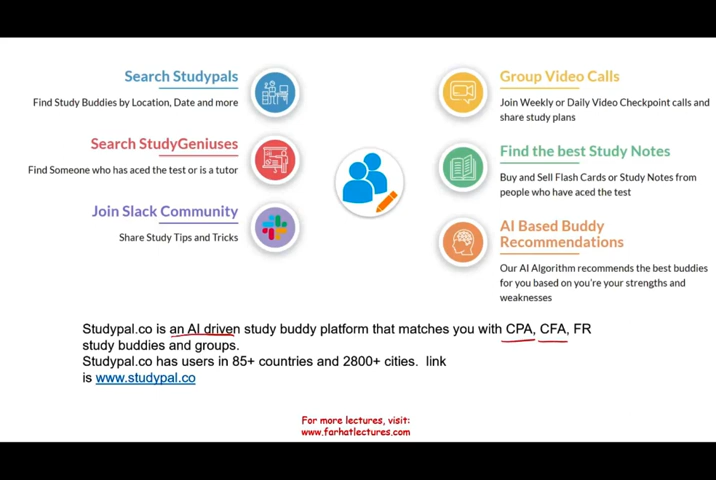 Search Studypals
Find Study Buddies by Location, Date and more
Search StudyGeniuses
Find Someone who has aced the test or is a tutor
Join Slack Community
Share Study Tips and Tricks
Group Video Calls
Join Weekly or Daily Video Checkpoint calls and
share study plans
Find the best Study Notes
Buy and Sell Flash Cards or Study Notes from
people who have aced the test
AI Based Buddy
Recommendations
Our AI Algorithm recommends the best buddies
for you based on you're your strengths and
weaknesses
Studypal.co is an AI driven study buddy platform that matches you with CPA, CFA, FR
study buddies and groups.
Studypal.co has users in 85+ countries and 2800+ cities.  link
is www.studypal.co
For more lectures, visit:
www.farhatlectures.com